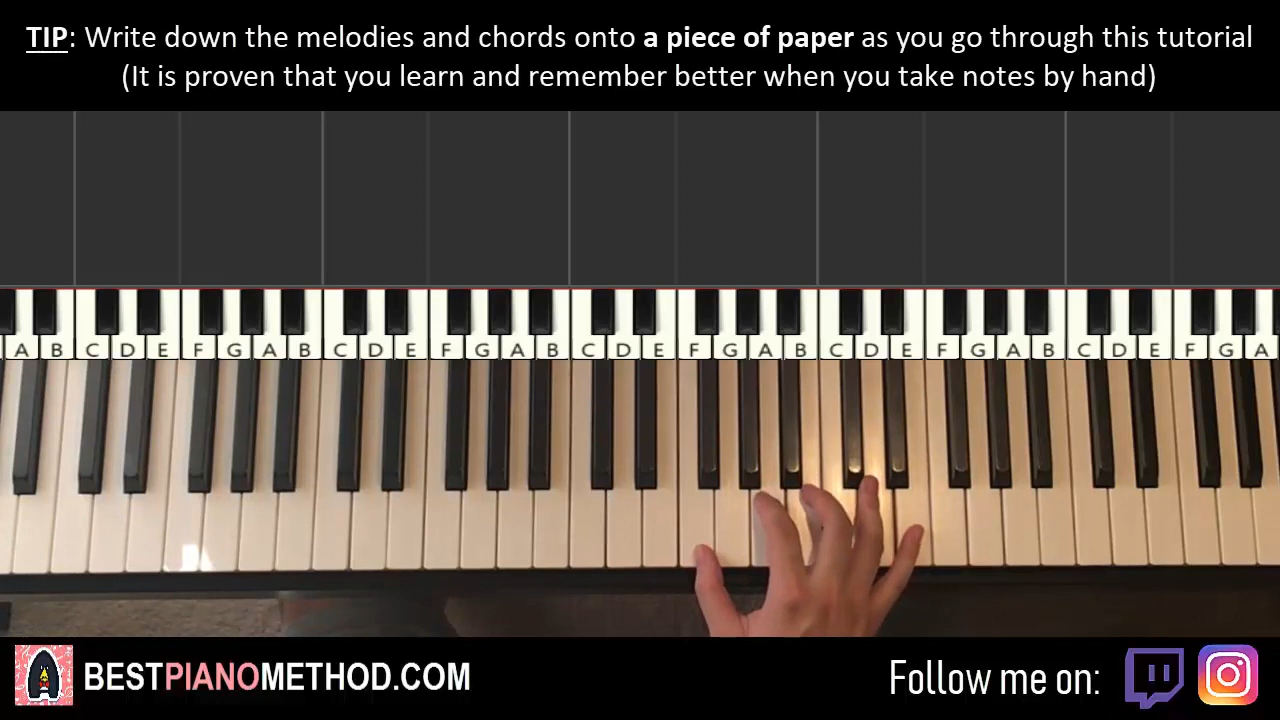 TIP: Write down the melodies and chords onto a piece of paper as you go through this tutorial
(It is proven that you learn and remember better when you take notes by hand)
A B C D E F G A B C D E F G A B C D E F G A B C D E F G A B C D E F G A
BESTPIANOMETHOD.COM
Follow me on: